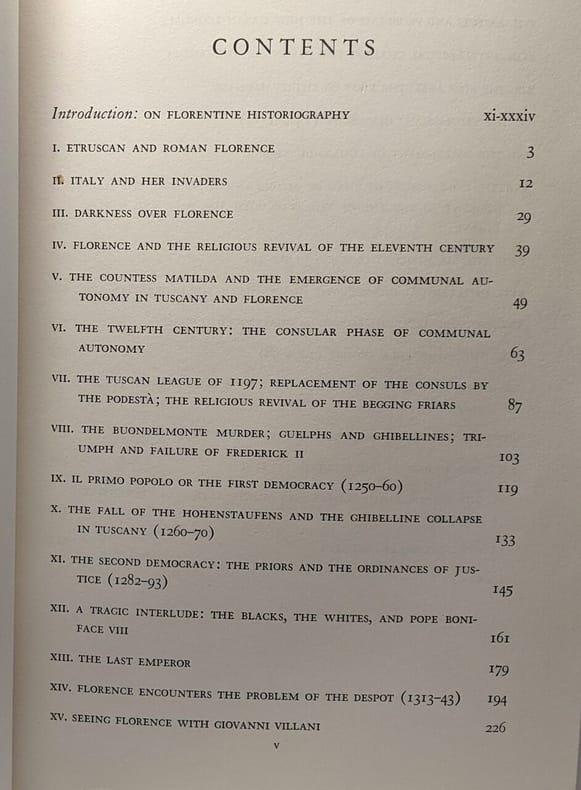 CONTENTS
Introduction: ON FLORENTINE HISTORIOGRAPHY xi-xxxiv
I. ETRUSCAN AND ROMAN FLORENCE 3
II. ITALY AND HER INVADERS 12
III. DARKNESS OVER FLORENCE 29
IV. FLORENCE AND THE RELIGIOUS REVIVAL OF THE ELEVENTH CENTURY 39
V. THE COUNTESS MATILDA AND THE EMERGENCE OF COMMUNAL AU-
TONOMY IN TUSCANY AND FLORENCE 49
VI. THE TWELFTH CENTURY: THE CONSULAR PHASE OF COMMUNAL
AUTONOMY 63
VII. THE TUSCAN LEAGUE OF 1197; REPLACEMENT OF THE CONSULS BY
THE PODESTÀ; THE RELIGIOUS REVIVAL OF THE BEGGING FRIARS 87
VIII. THE BUONDELMONTE MURDER; GUELPHS AND GHIBELLINES; TRI-
UMPH AND FAILURE OF FREDERICK II 103
IX. IL PRIMO POPOLO OR THE FIRST DEMOCRACY (1250–60) 119
X. THE FALL OF THE HOHENSTAUFENS AND THE GHIBELLINE COLLAPSE
IN TUSCANY (1260–70) 133
XI. THE SECOND DEMOCRACY: THE PRIORS AND THE ORDINANCES OF JUS-
TICE (1282–93) 145
XII. A TRAGIC INTERLUDE: THE BLACKS, THE WHITES, AND POPE BONI-
FACE VIII 161
XIII. THE LAST EMPEROR 179
XIV. FLORENCE ENCOUNTERS THE PROBLEM OF THE DESPOT (1313–43) 194
XV. SEEING FLORENCE WITH GIOVANNI VILLANI 226
v